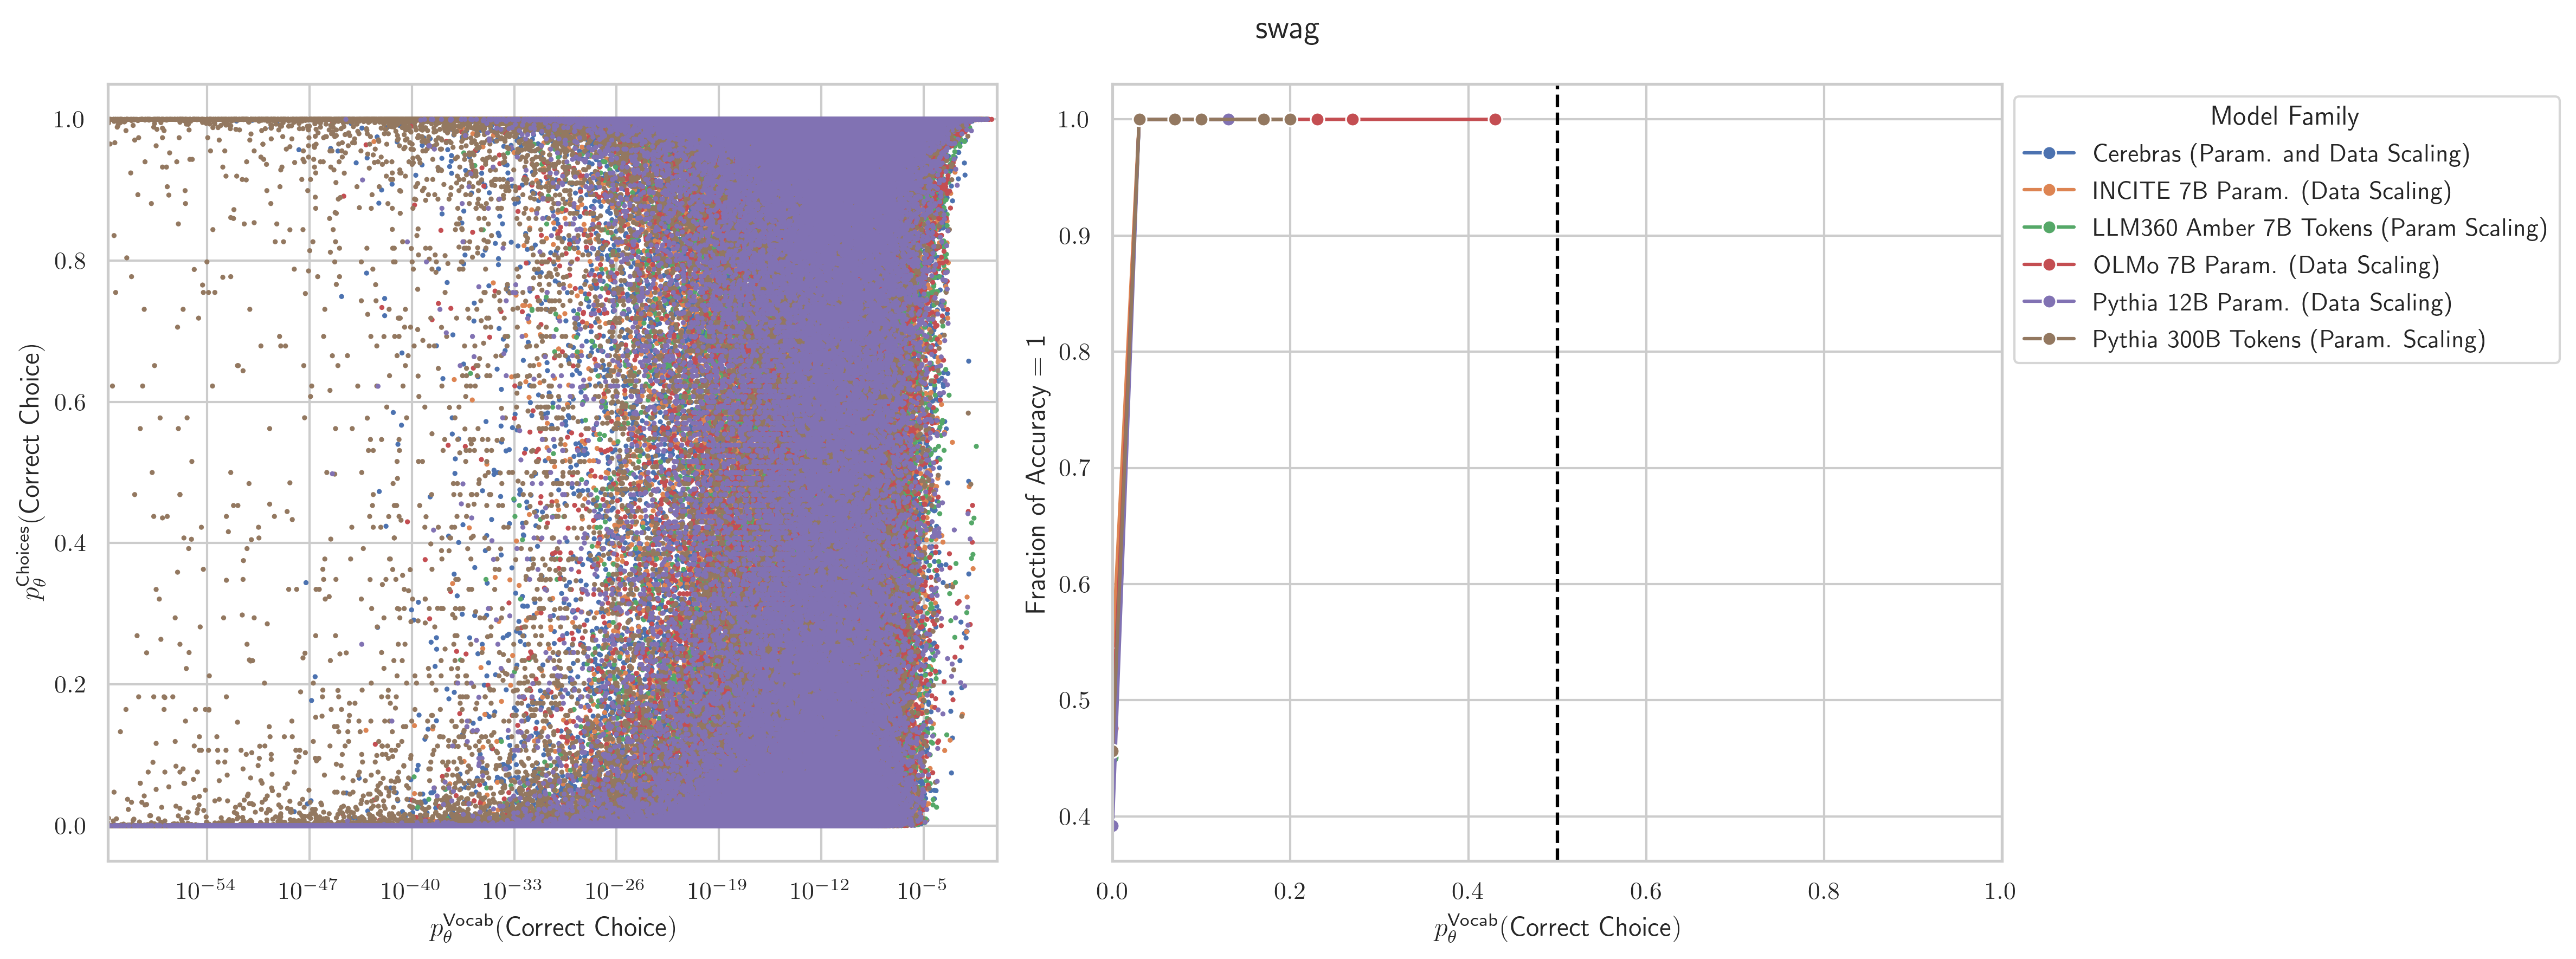 swag
1.0
0.8
0.6
0.4
0.2
0.0
p_θ^Choices(Correct Choice)
10^−54 10^−47 10^−40 10^−33 10^−26 10^−19 10^−12 10^−5
p_θ^Vocab(Correct Choice)
1.0
0.9
0.8
0.7
0.6
0.5
0.4
Fraction of Accuracy = 1
0.0 0.2 0.4 0.6 0.8 1.0
p_θ^Vocab(Correct Choice)
Model Family
Cerebras (Param. and Data Scaling)
INCITE 7B Param. (Data Scaling)
LLM360 Amber 7B Tokens (Param Scaling)
OLMo 7B Param. (Data Scaling)
Pythia 12B Param. (Data Scaling)
Pythia 300B Tokens (Param. Scaling)